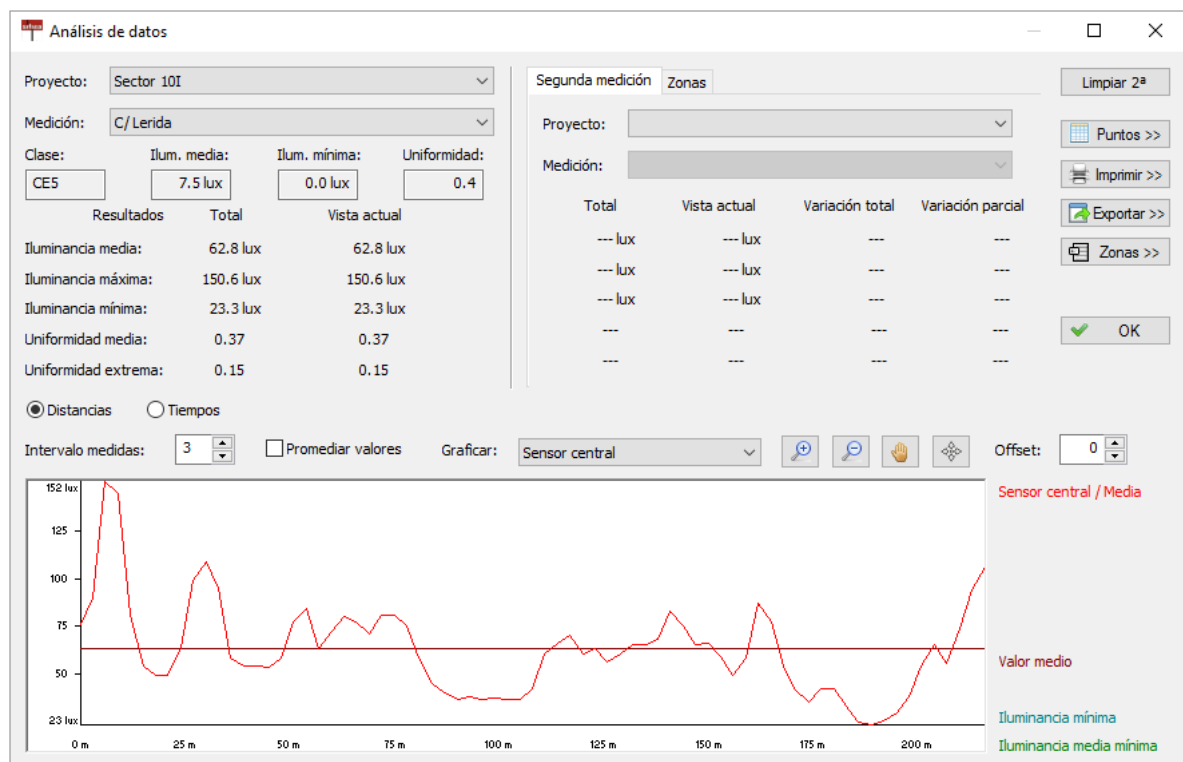 Análisis de datos
Proyecto: Sector 10I
Medición: C/ Lerida
Clase: Ilum. media: Ilum. mínima: Uniformidad:
CE5 7.5 lux 0.0 lux 0.4
Resultados Total Vista actual
Iluminancia media: 62.8 lux 62.8 lux
Iluminancia máxima: 150.6 lux 150.6 lux
Iluminancia mínima: 23.3 lux 23.3 lux
Uniformidad media: 0.37 0.37
Uniformidad extrema: 0.15 0.15
Segunda medición Zonas
Proyecto:
Medición:
Total Vista actual Variación total Variación parcial
--- lux --- lux --- ---
--- lux --- lux --- ---
--- lux --- lux --- ---
--- --- --- ---
--- --- --- ---
Limpiar 2ª
Puntos >>
Imprimir >>
Exportar >>
Zonas >>
OK
Distancias Tiempos
Intervalo medidas: 3 Promediar valores Graficar: Sensor central Offset: 0
152 lux
125
100
75
50
23 lux
0 m 25 m 50 m 75 m 100 m 125 m 150 m 175 m 200 m
Sensor central / Media
Valor medio
Iluminancia mínima
Iluminancia media mínima